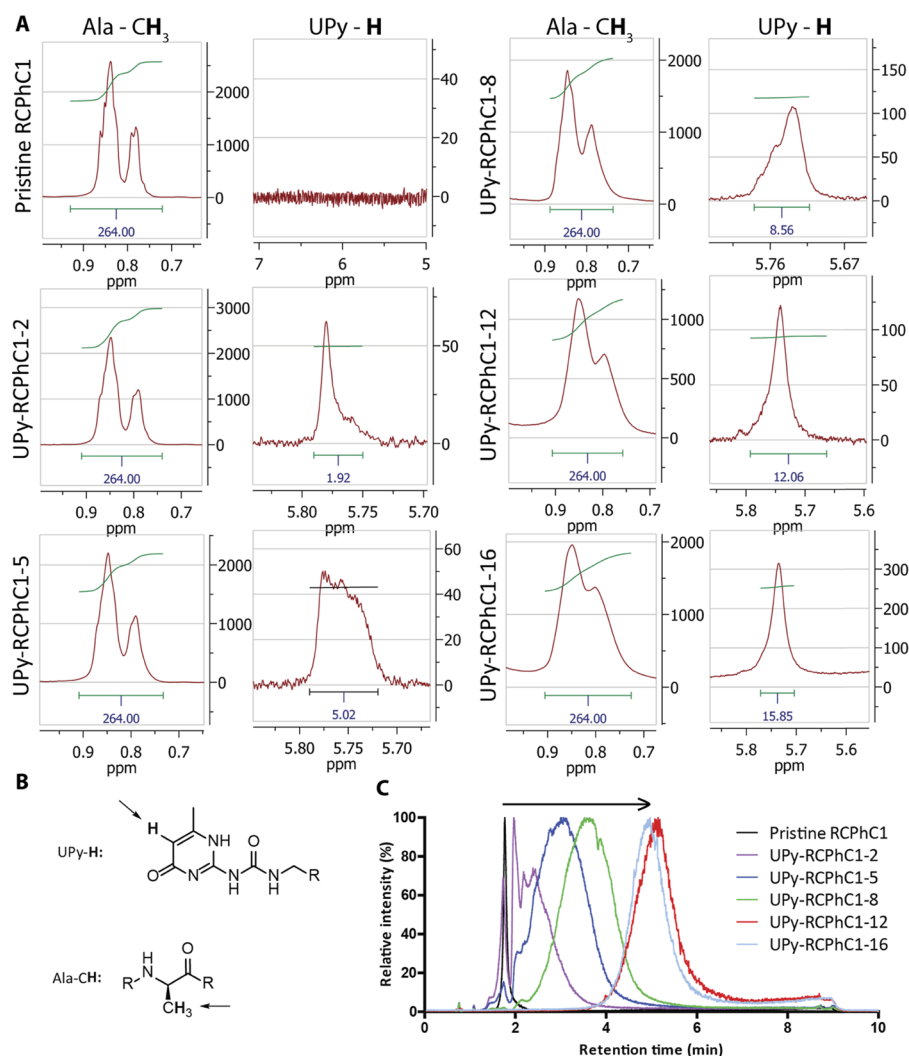 A
Ala - CH3
UPy - H
Ala - CH3
UPy - H
Pristine RCPhC1
2000
1000
0
264.00
0.9 0.8 0.7
ppm
40
20
0
7 6 5
ppm
UPy-RCPhC1-8
2000
1000
0
264.00
0.9 0.8 0.7
ppm
150
100
50
0
8.56
5.76 5.67
ppm
UPy-RCPhC1-2
3000
2000
1000
0
264.00
0.9 0.8 0.7
ppm
50
0
1.92
5.80 5.75 5.70
ppm
UPy-RCPhC1-12
1000
500
0
264.00
0.9 0.8 0.7
ppm
100
50
0
12.06
5.8 5.7 5.6
ppm
UPy-RCPhC1-5
2000
1000
0
264.00
0.9 0.8 0.7
ppm
60
40
20
0
5.02
5.80 5.75 5.70
ppm
UPy-RCPhC1-16
2000
1000
0
264.00
0.9 0.8 0.7
ppm
300
200
100
0
15.85
5.8 5.7 5.6
ppm
B
UPy-H:
H
NH
O
O
N
N
H
N
H
R
Ala-CH:
H
N
O
R
R
CH3
C
Relative intensity (%)
100
80
60
40
20
0
0 2 4 6 8 10
Retention time (min)
Pristine RCPhC1
UPy-RCPhC1-2
UPy-RCPhC1-5
UPy-RCPhC1-8
UPy-RCPhC1-12
UPy-RCPhC1-16